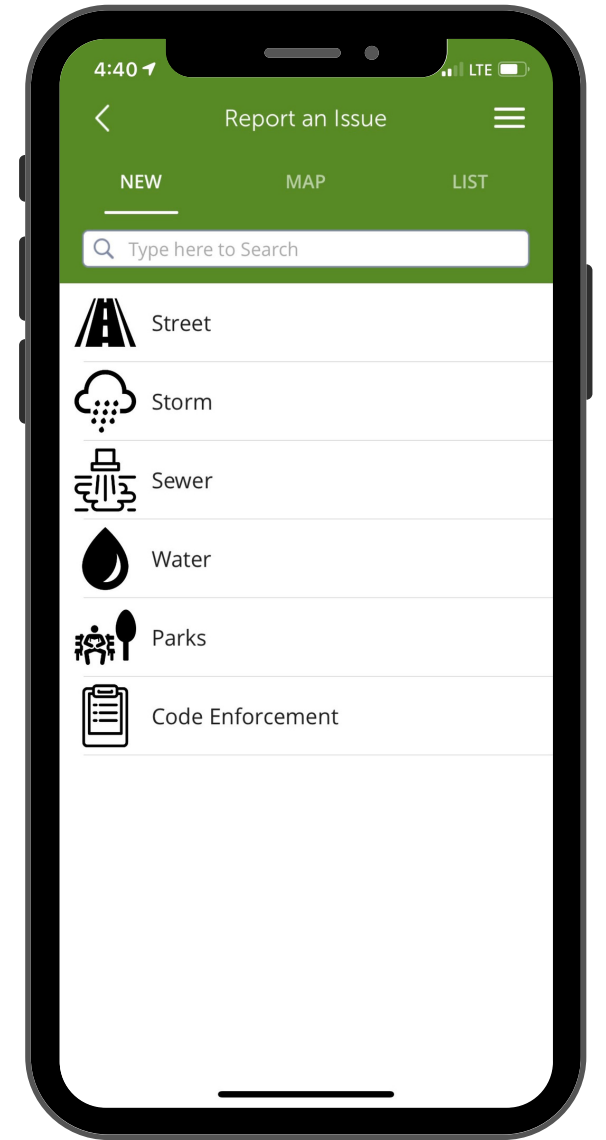 4:40 LTE
Report an Issue
NEW MAP LIST
Type here to Search
Street
Storm
Sewer
Water
Parks
Code Enforcement